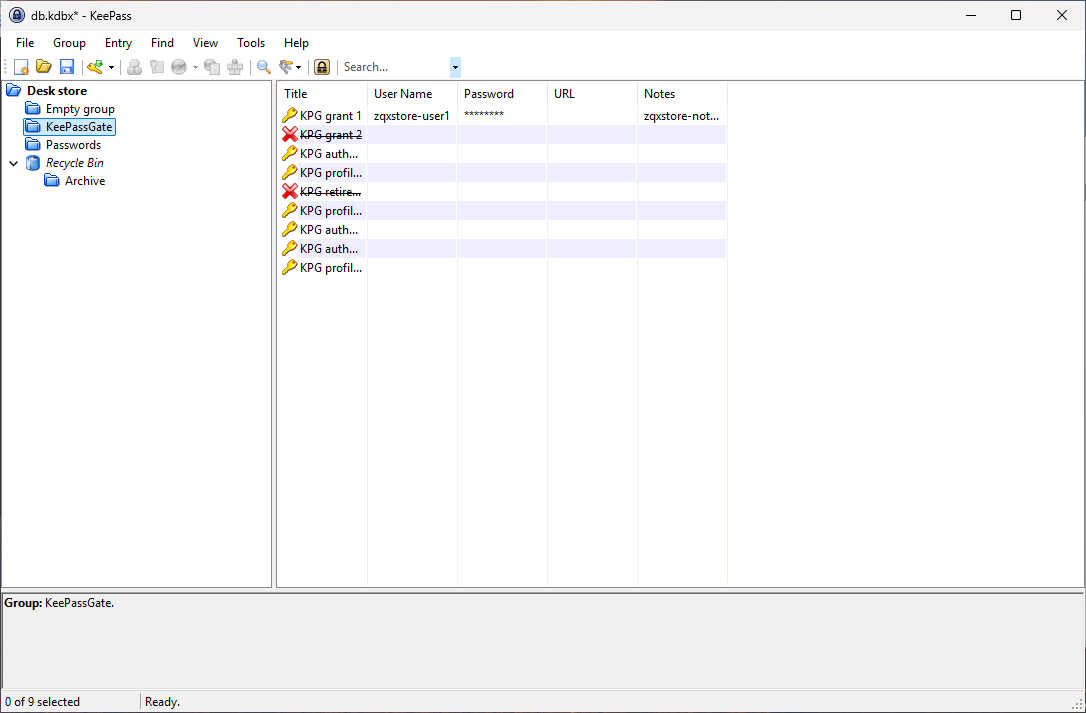 db.kdbx* - KeePass
File Group Entry Find View Tools Help
Search...
Desk store
Empty group
KeePassGate
Passwords
Recycle Bin
Archive
Title User Name Password URL Notes
KPG grant 1 zqxstore-user1 ******** zqxstore-not...
KPG grant 2
KPG auth...
KPG profil...
KPG retire...
KPG profil...
KPG auth...
KPG auth...
KPG profil...
Group: KeePassGate.
0 of 9 selected Ready.